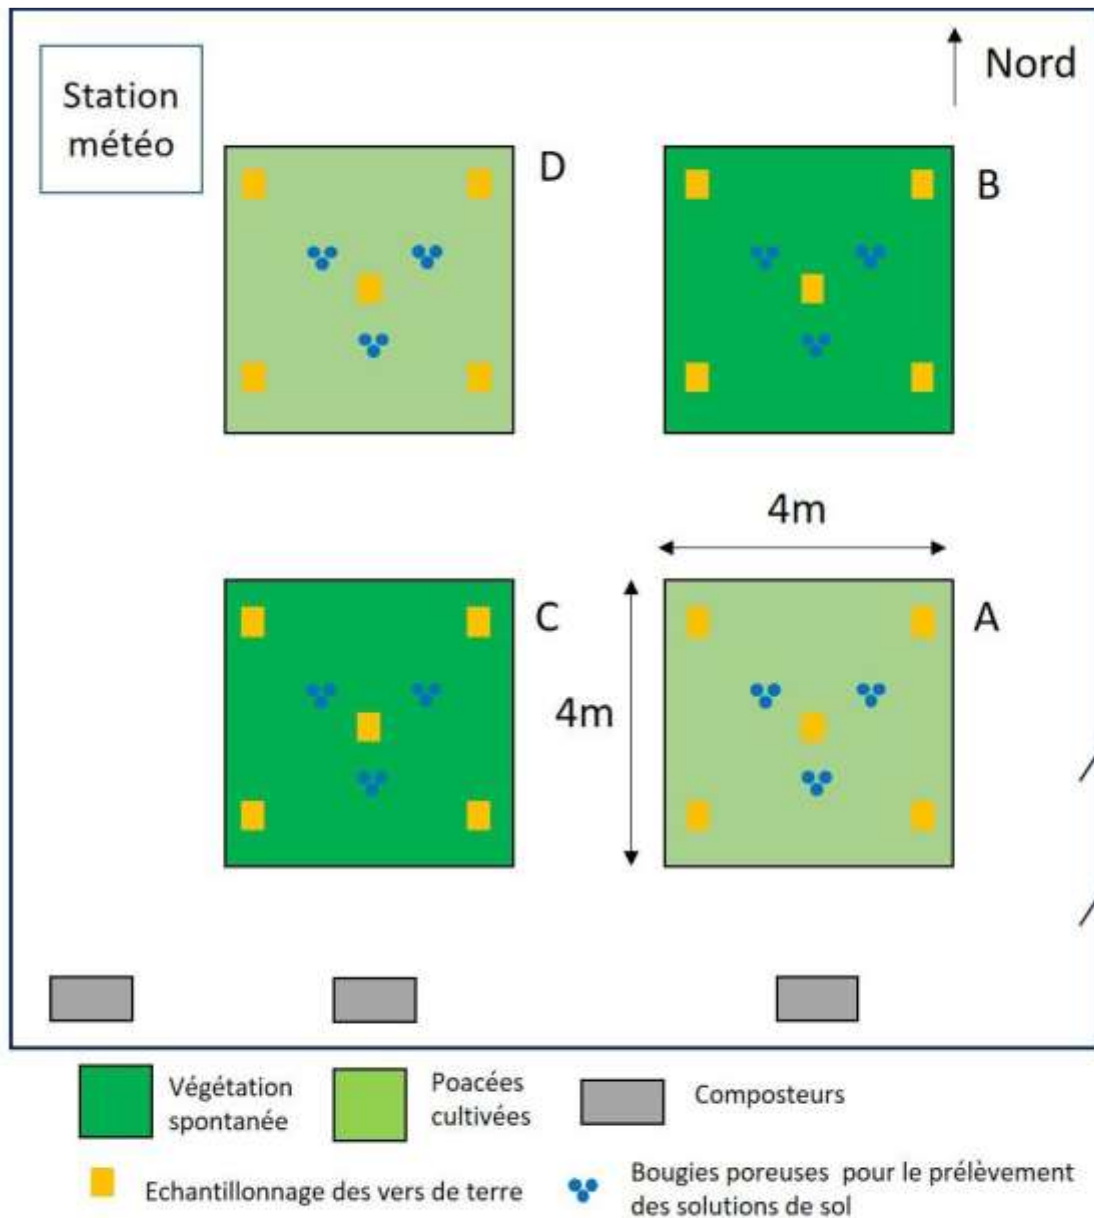 Station
météo
Nord
D
B
4m
C
A
4m
Végétation
spontanée
Poacées
cultivées
Composteurs
Echantillonnage des vers de terre
Bougies poreuses pour le prélèvement
des solutions de sol